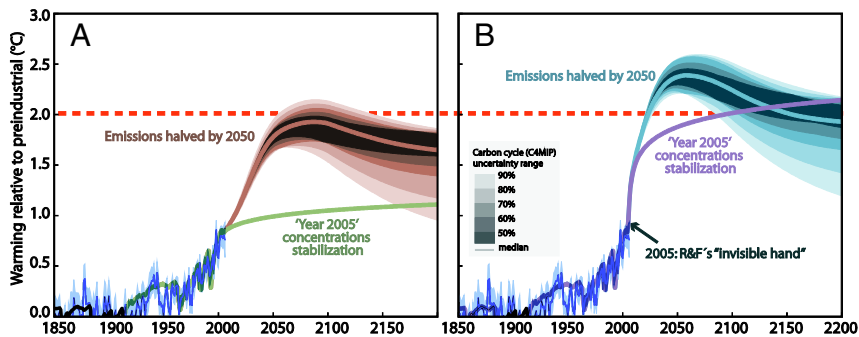 A
B
Warming relative to preindustrial (°C)
3.0
2.5
2.0
1.5
1.0
0.5
0.0
Emissions halved by 2050
'Year 2005'
concentrations
stabilization
1850
1900
1950
2000
2050
2100
2150
Emissions halved by 2050
'Year 2005'
concentrations
stabilization
Carbon cycle (C4MIP)
uncertainty range
90%
80%
70%
60%
50%
median
2005: R&F´s "invisible hand"
1850
1900
1950
2000
2050
2100
2150
2200